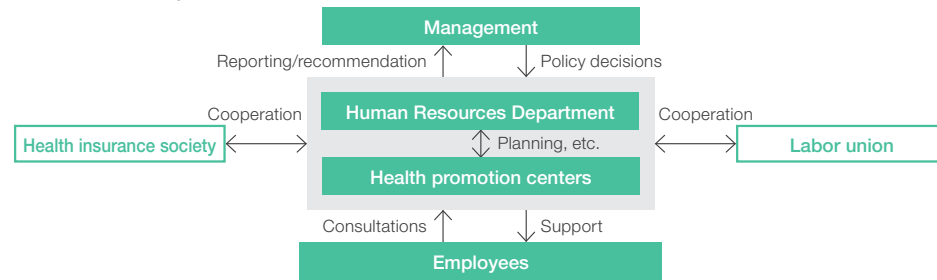 Management
Reporting/recommendation
Policy decisions
Cooperation
Human Resources Department
Cooperation
Health insurance society
Planning, etc.
Labor union
Health promotion centers
Consultations
Support
Employees